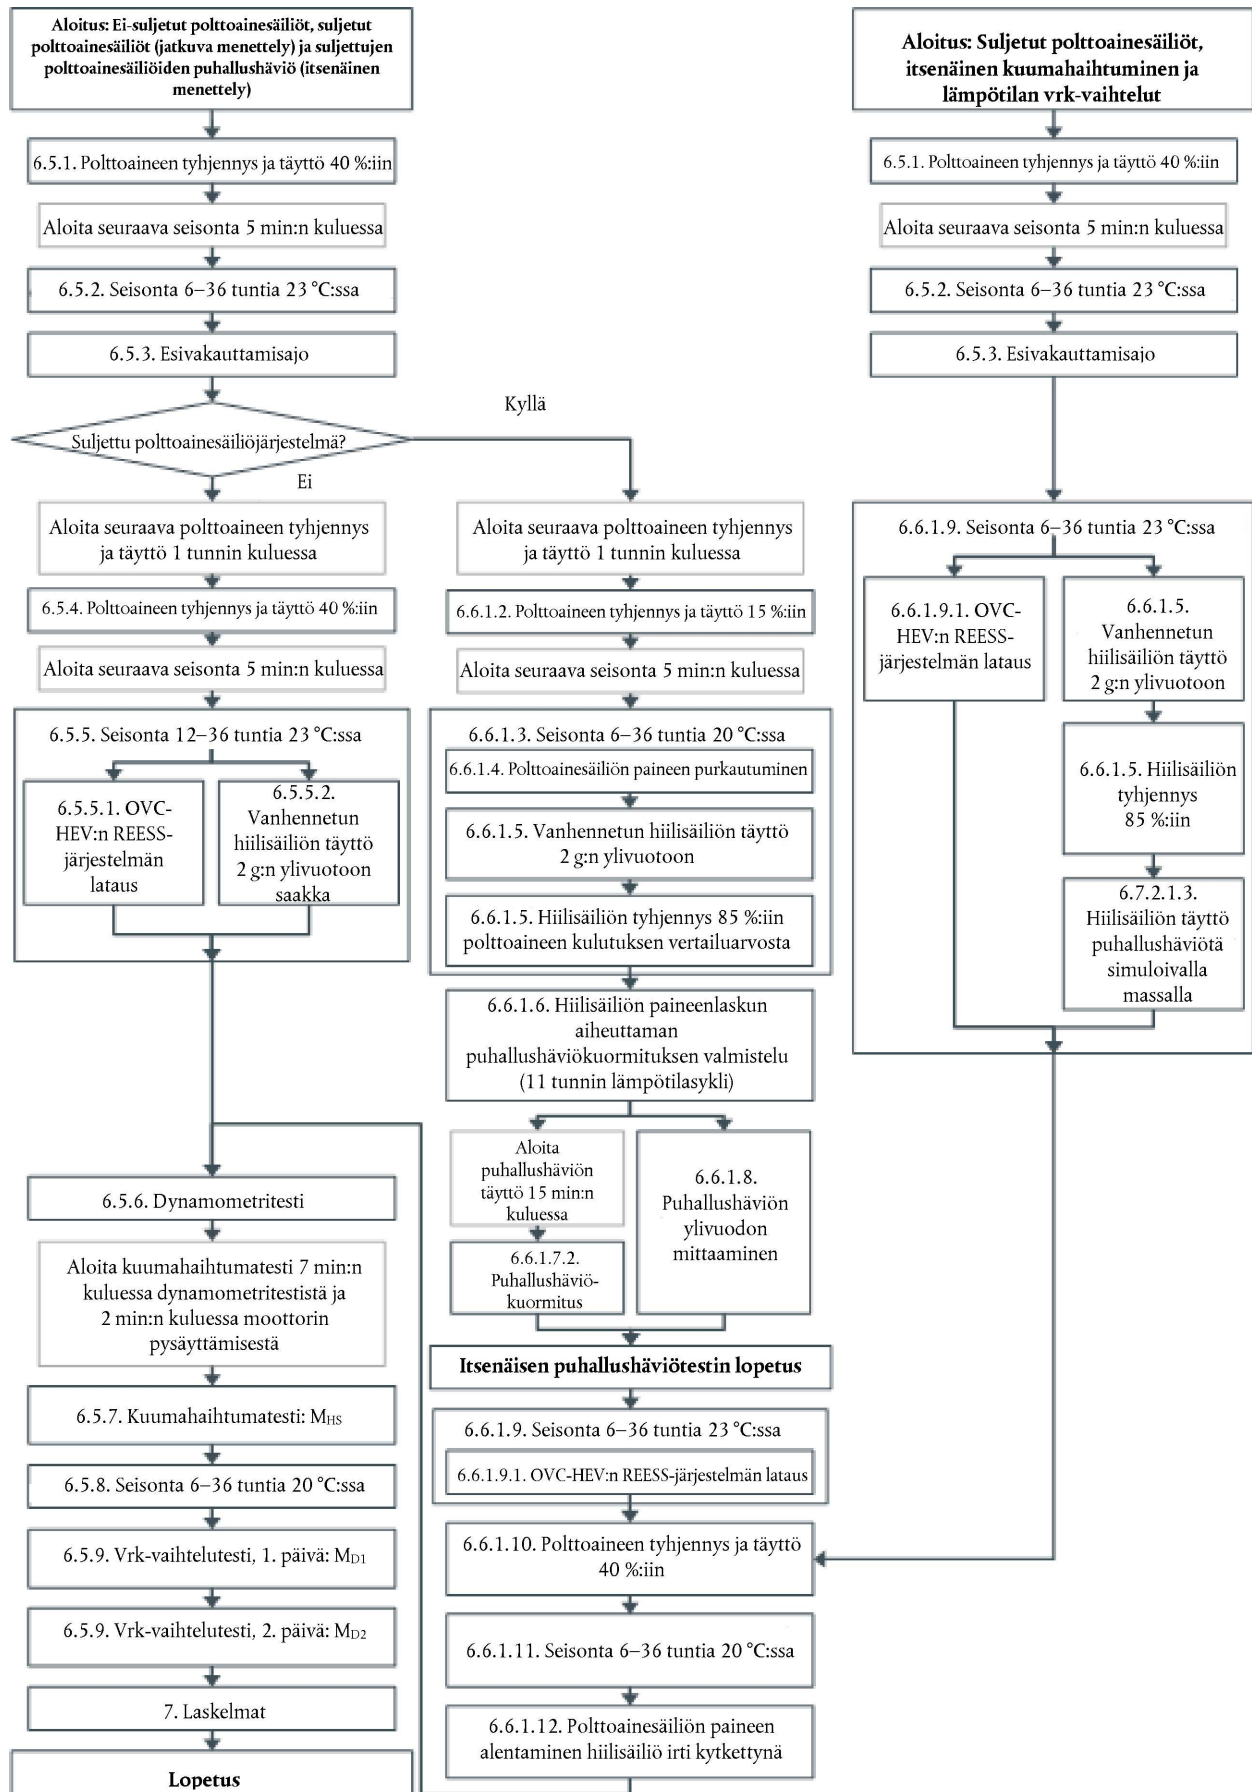 Aloitus: Ei-suljetut polttoainesäiliöt, suljetut
polttoainesäiliöt (jatkuva menettely) ja suljettujen
polttoainesäiliöiden puhallushäviö (itsenäinen
menettely)
6.5.1. Polttoaineen tyhjennys ja täyttö 40 %:iin
Aloita seuraava seisonta 5 min:n kuluessa
6.5.2. Seisonta 6–36 tuntia 23 °C:ssa
6.5.3. Esivakauttamisajo
Suljettu polttoainesäiliöjärjestelmä?
Kyllä
Ei
Aloita seuraava polttoaineen tyhjennys
ja täyttö 1 tunnin kuluessa
6.5.4. Polttoaineen tyhjennys ja täyttö 40 %:iin
Aloita seuraava seisonta 5 min:n kuluessa
6.5.5. Seisonta 12–36 tuntia 23 °C:ssa
6.5.5.1. OVC-
HEV:n REESS-
järjestelmän
lataus
6.5.5.2.
Vanhennetun
hiilisäiliön täyttö
2 g:n ylivuotoon
saakka
6.5.6. Dynamometritesti
Aloita kuumahaihtumatesti 7 min:n
kuluessa dynamometritestistä ja
2 min:n kuluessa moottorin
pysäyttämisestä
6.5.7. Kuumahaihtumatesti: MHS
6.5.8. Seisonta 6–36 tuntia 20 °C:ssa
6.5.9. Vrk-vaihtelutesti, 1. päivä: MD1
6.5.9. Vrk-vaihtelutesti, 2. päivä: MD2
7. Laskelmat
Lopetus
Aloita seuraava polttoaineen tyhjennys
ja täyttö 1 tunnin kuluessa
6.6.1.2. Polttoaineen tyhjennys ja täyttö 15 %:iin
Aloita seuraava seisonta 5 min:n kuluessa
6.6.1.3. Seisonta 6–36 tuntia 20 °C:ssa
6.6.1.4. Polttoainesäiliön paineen purkautuminen
6.6.1.5. Vanhennetun hiilisäiliön täyttö
2 g:n ylivuotoon
6.6.1.5. Hiilisäiliön tyhjennys 85 %:iin
polttoaineen kulutuksen vertailuarvosta
6.6.1.6. Hiilisäiliön paineenlaskun
aiheuttaman
puhallushäviökuormituksen valmistelu
(11 tunnin lämpötilasykli)
Aloita
puhallushäviön
täyttö 15 min:n
kuluessa
6.6.1.7.2.
Puhallushäviö-
kuormitus
6.6.1.8.
Puhallushäviön
ylivuodon
mittaaminen
Itsenäisen puhallushäviötestin lopetus
6.6.1.9. Seisonta 6–36 tuntia 23 °C:ssa
6.6.1.9.1. OVC-HEV:n REESS-järjestelmän lataus
6.6.1.10. Polttoaineen tyhjennys ja täyttö
40 %:iin
6.6.1.11. Seisonta 6–36 tuntia 20 °C:ssa
6.6.1.12. Polttoainesäiliön paineen
alentaminen hiilisäiliö irti kytkettynä
Aloitus: Suljetut polttoainesäiliöt,
itsenäinen kuumahaihtuminen ja
lämpötilan vrk-vaihtelut
6.5.1. Polttoaineen tyhjennys ja täyttö 40 %:iin
Aloita seuraava seisonta 5 min:n kuluessa
6.5.2. Seisonta 6–36 tuntia 23 °C:ssa
6.5.3. Esivakauttamisajo
6.6.1.9. Seisonta 6–36 tuntia 23 °C:ssa
6.6.1.9.1. OVC-
HEV:n REESS-
järjestelmän lataus
6.6.1.5.
Vanhennetun
hiilisäiliön täyttö
2 g:n ylivuotoon
6.6.1.5. Hiilisäiliön
tyhjennys
85 %:iin
6.7.2.1.3.
Hiilisäiliön täyttö
puhallushäviötä
simuloivalla
massalla